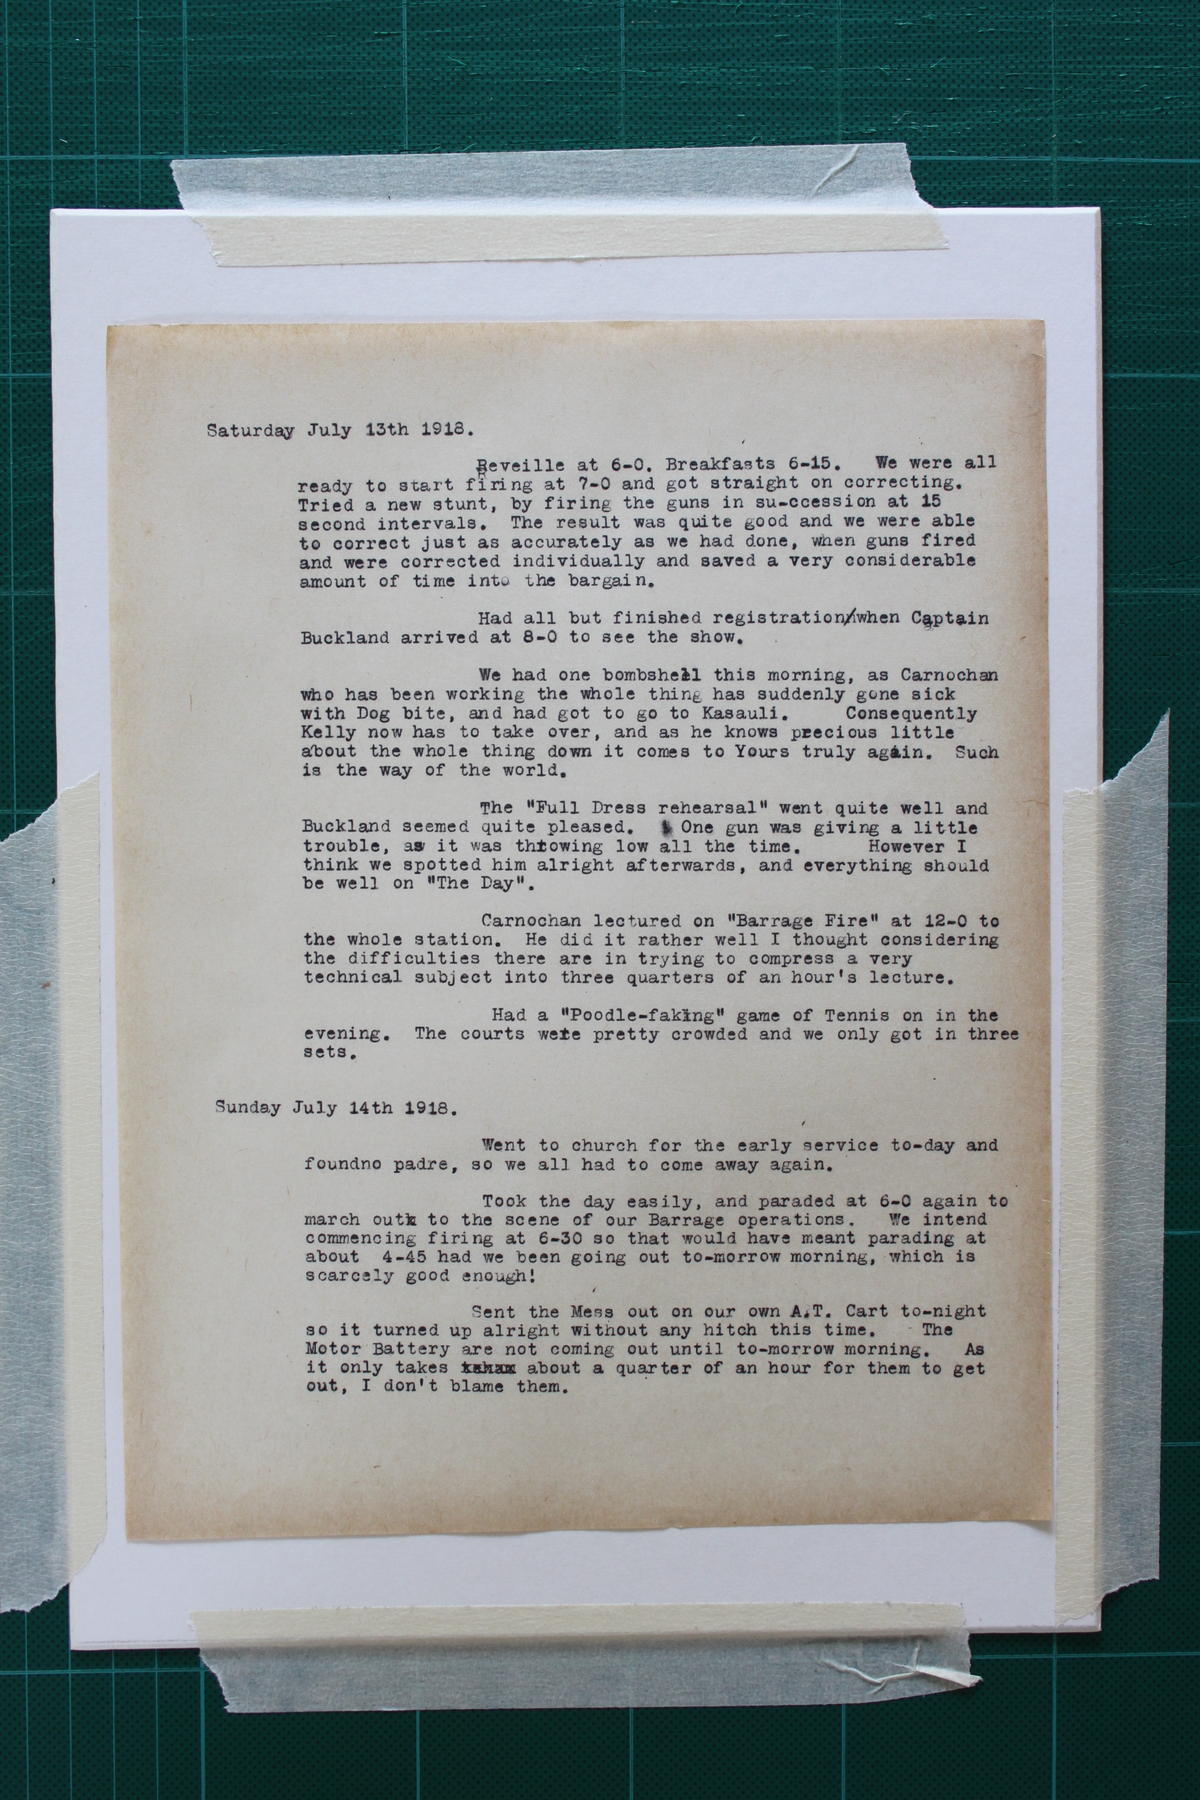 Saturday July 13th 1918.
Reveille at 6-0. Breakfasts 6-15. We were all
ready to start firing at 7-0 and got straight on correcting.
Tried a new stunt, by firing the guns in su-ccession at 15
second intervals. The result was quite good and we were able
to correct just as accurately as we had done, when guns fired
and were corrected individually and saved a very considerable
amount of time into the bargain.
Had all but finished registration/when Captain
Buckland arrived at 8-0 to see the show.
We had one bombshell this morning, as Carnochan
who has been working the whole thing has suddenly gone sick
with Dog bite, and had got to go to Kasauli. Consequently
Kelly now has to take over, and as he knows precious little
about the whole thing down it comes to Yours truly again. Such
is the way of the world.
The "Full Dress rehearsal" went quite well and
Buckland seemed quite pleased. One gun was giving a little
trouble, as it was throwing low all the time. However I
think we spotted him alright afterwards, and everything should
be well on "The Day".
Carnochan lectured on "Barrage Fire" at 12-0 to
the whole station. He did it rather well I thought considering
the difficulties there are in trying to compress a very
technical subject into three quarters of an hour's lecture.
Had a "Poodle-faking" game of Tennis on in the
evening. The courts were pretty crowded and we only got in three
sets.
Sunday July 14th 1918.
Went to church for the early service to-day and
foundno padre, so we all had to come away again.
Took the day easily, and paraded at 6-0 again to
march out to the scene of our Barrage operations. We intend
commencing firing at 6-30 so that would have meant parading at
about 4-45 had we been going out to-morrow morning, which is
scarcely good enough!
Sent the Mess out on our own A.T. Cart to-night
so it turned up alright without any hitch this time. The
Motor Battery are not coming out until to-morrow morning. As
it only takes about a quarter of an hour for them to get
out, I don't blame them.